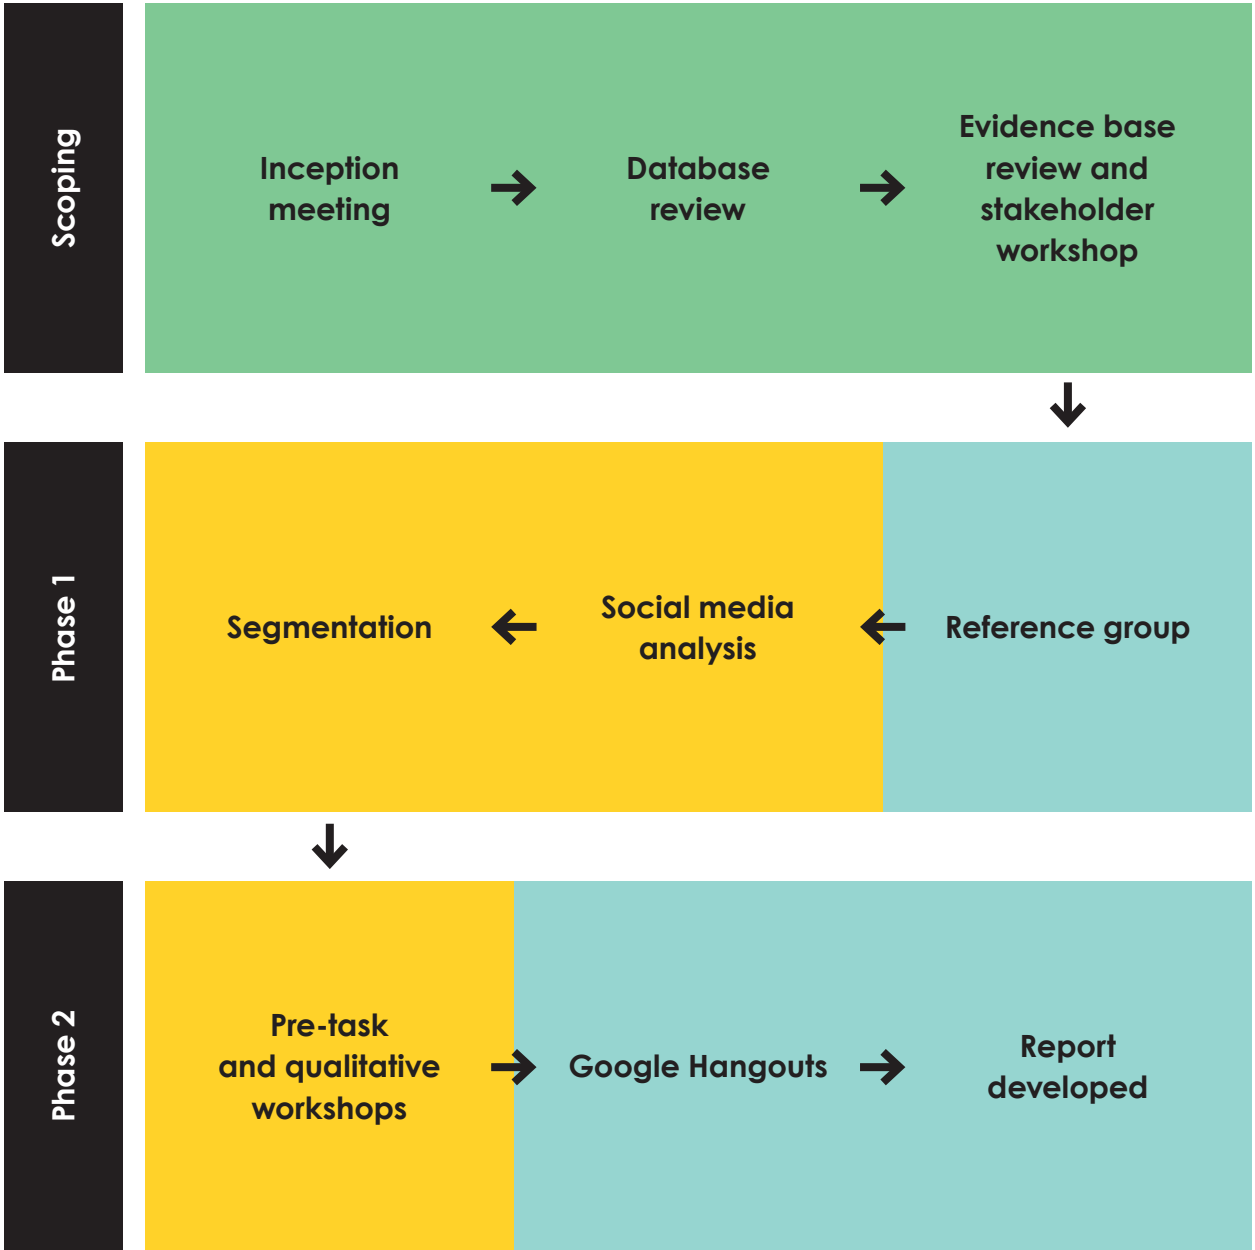 Scoping
Inception
meeting
Database
review
Evidence base
review and
stakeholder
workshop
Phase 1
Segmentation
Social media
analysis
Reference group
Phase 2
Pre-task
and qualitative
workshops
Google Hangouts
Report
developed